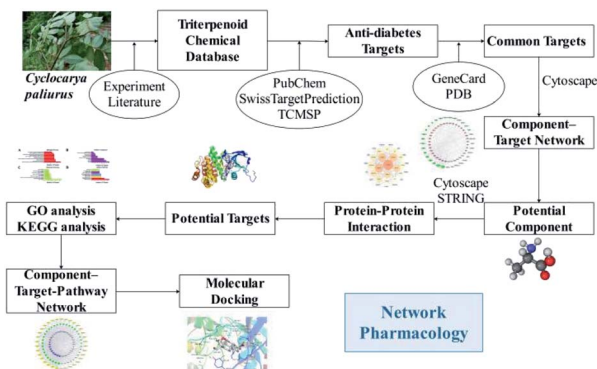 Cyclocarya
paliurus
Experiment
Literature
Triterpenoid
Chemical
Database
PubChem
SwissTargetPrediction
TCMSP
Anti-diabetes
Targets
GeneCard
PDB
Common Targets
Cytoscape
Component–
Target Network
Cytoscape
STRING
Potential
Component
Protein-Protein
Interaction
Potential Targets
GO analysis
KEGG analysis
Component–
Target-Pathway
Network
Molecular
Docking
Network
Pharmacology